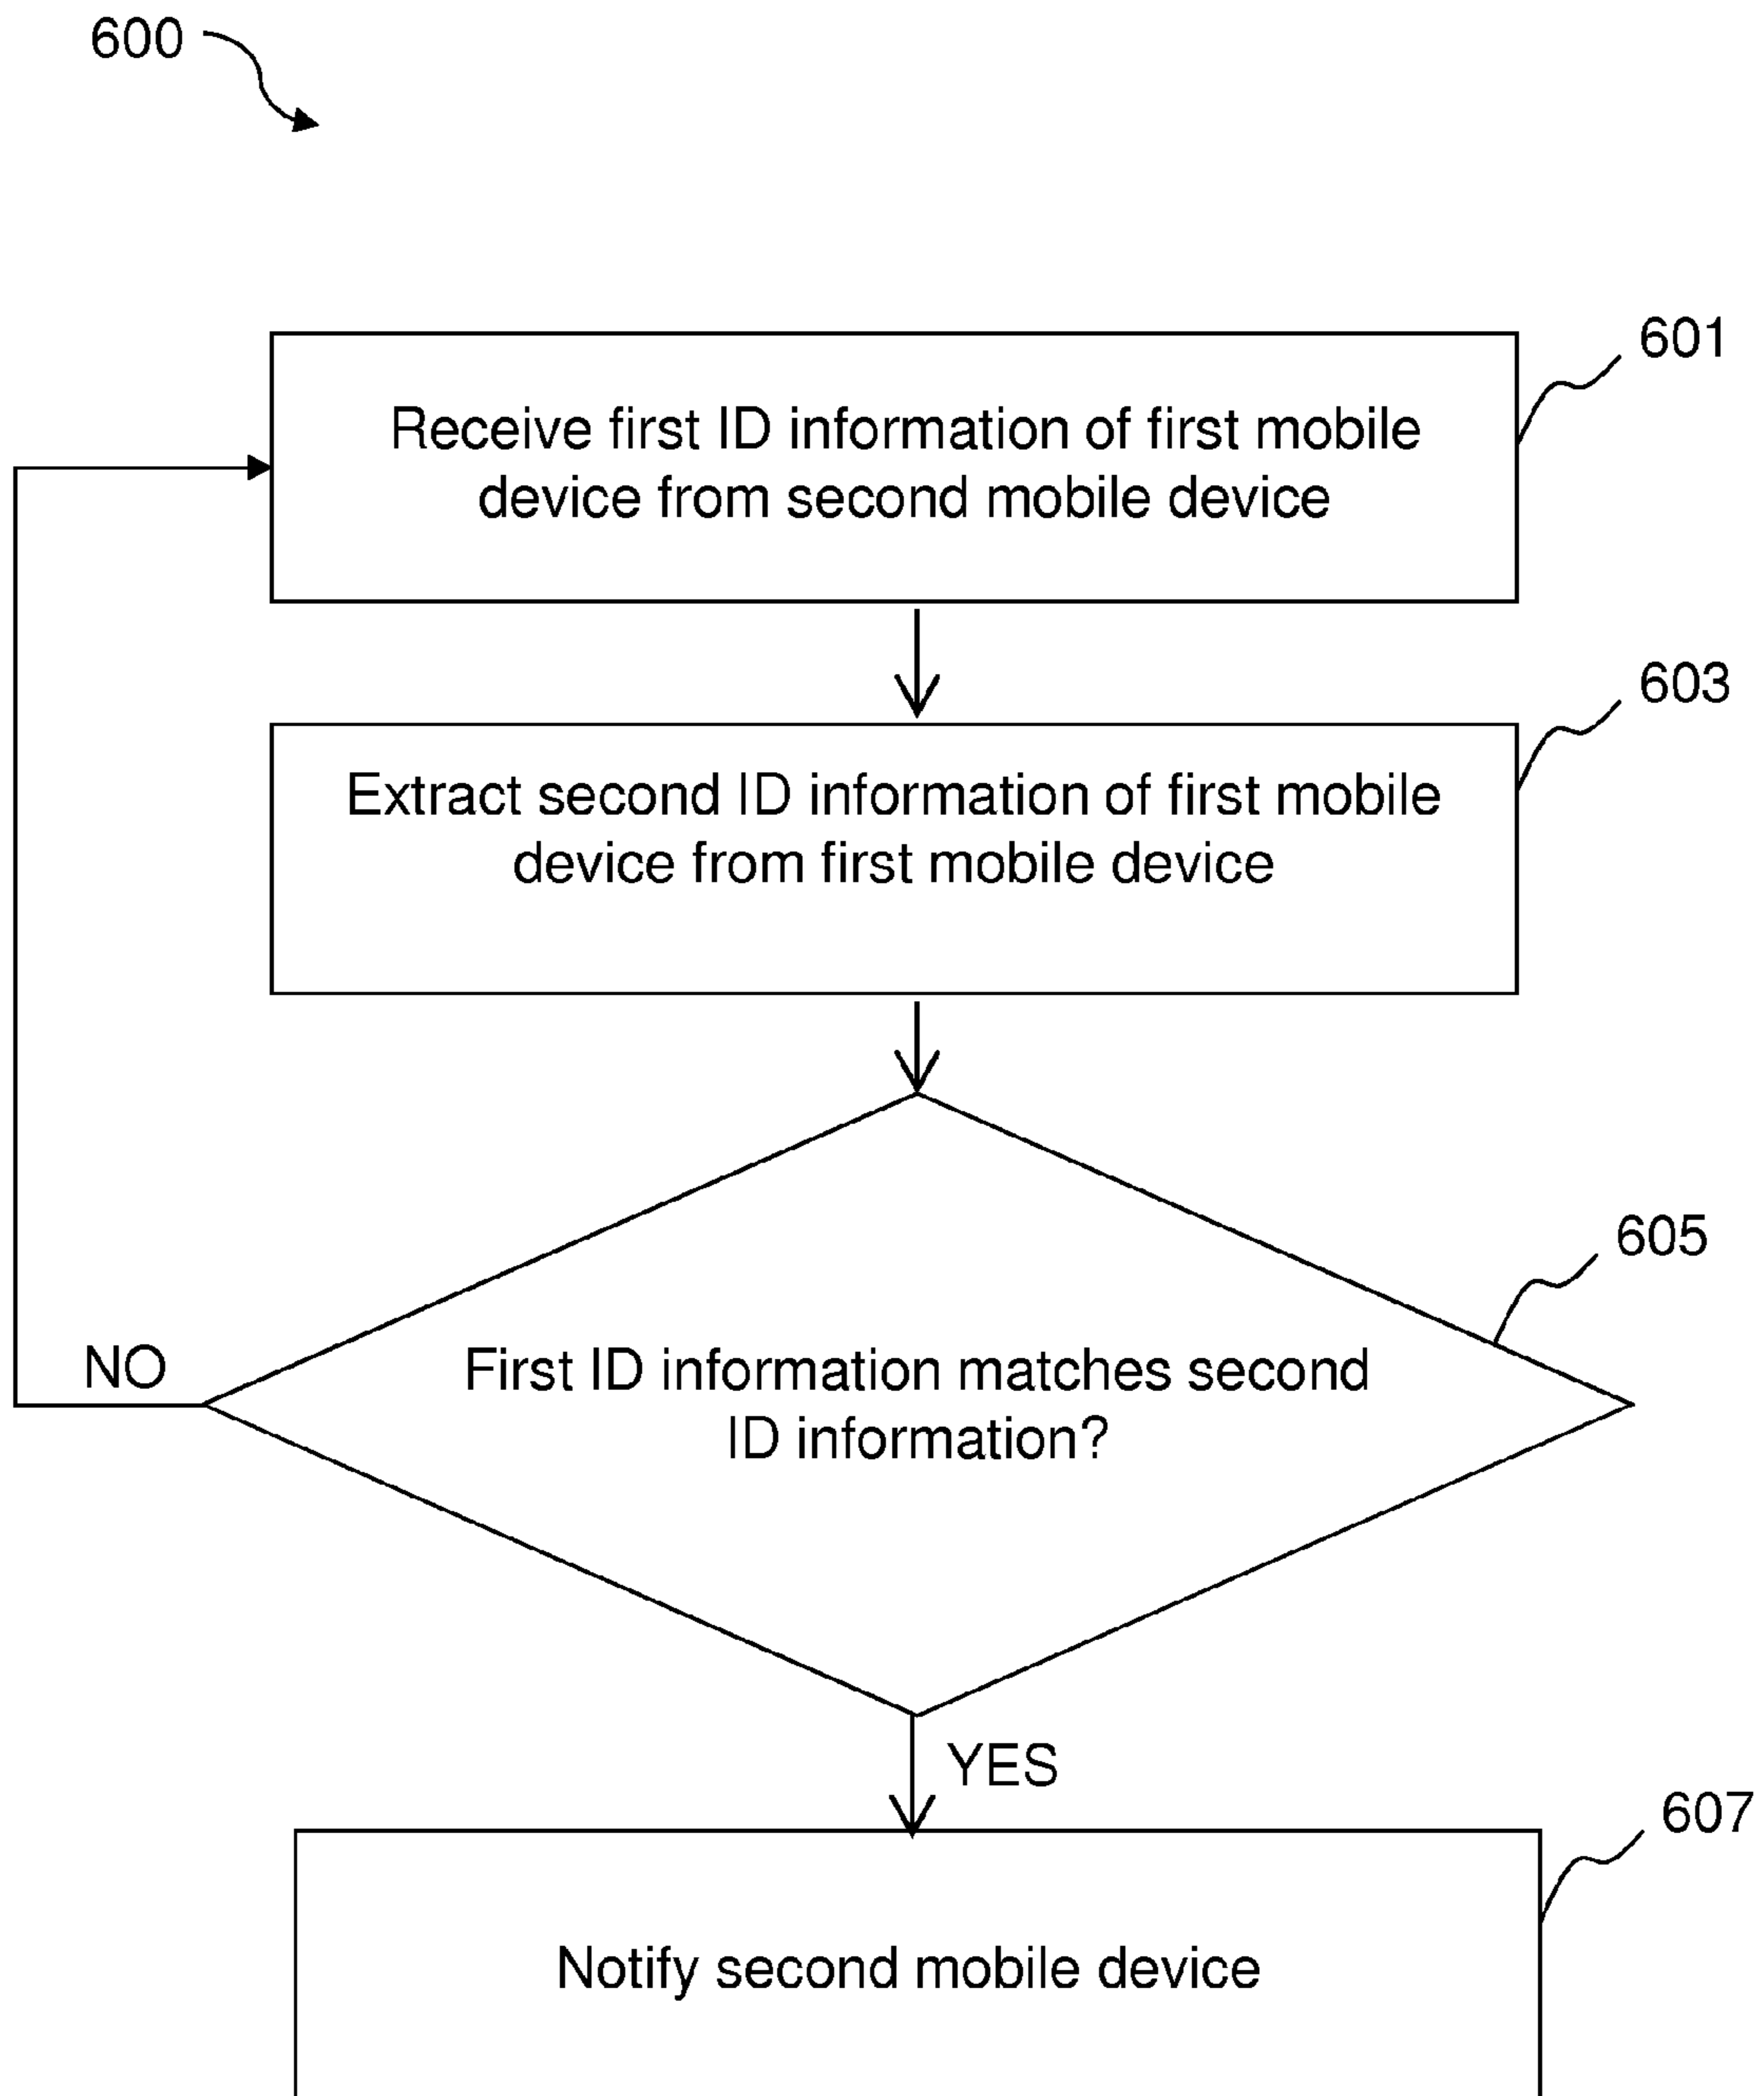 600
601
Receive first ID information of first mobile
device from second mobile device
603
Extract second ID information of first mobile
device from first mobile device
605
First ID information matches second
ID information?
NO
YES
607
Notify second mobile device